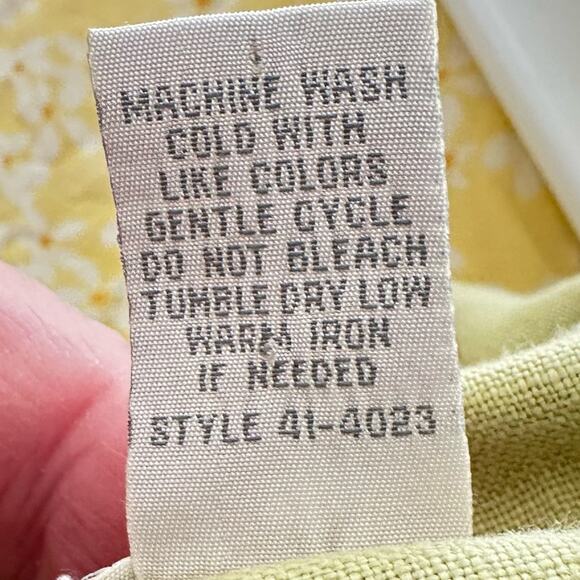 MACHINE WASH
COLD WITH
LIKE COLORS
GENTLE CYCLE
DO NOT BLEACH
TUMBLE DRY LOW
WARM IRON
IF NEEDED
STYLE 41-4023